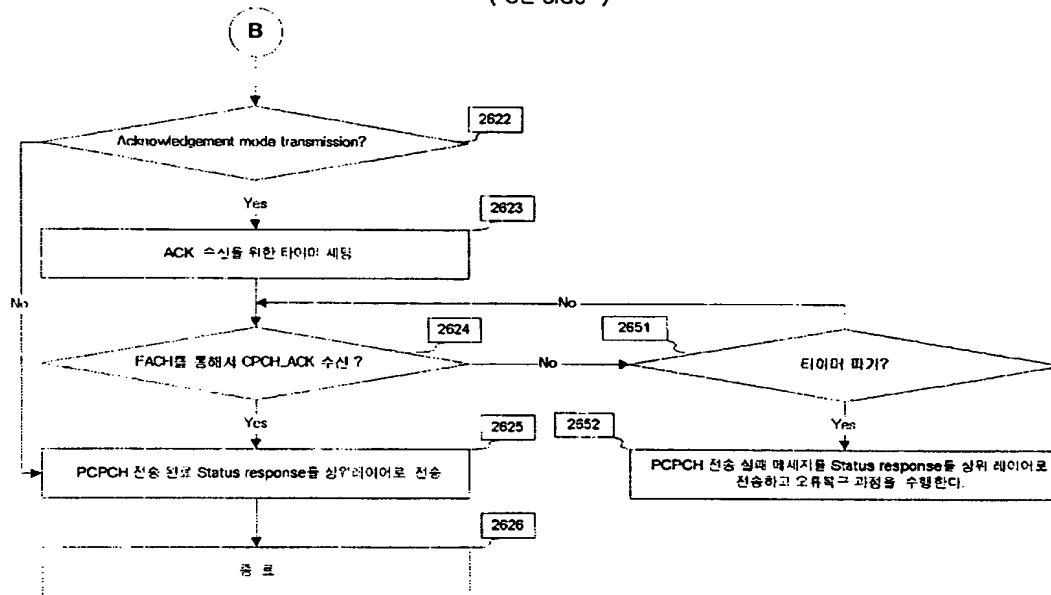 B
2622
Acknowledgement mode transmission?
Yes
2623
ACK 수신을 위한 타이머 세팅
No
No
2624
2651
FACH를 통해서 CPCH_ACK 수신 ?
No
타이머
Yes
Yes
2625
2652
PCPCH 전송 완료 Status response를 상위레이어로 전송
PCPCH 전송 실패 메세지를 Status response를 상위 레이어로
전송하고 오류복구 과정을 수행한다.
2626
종 료